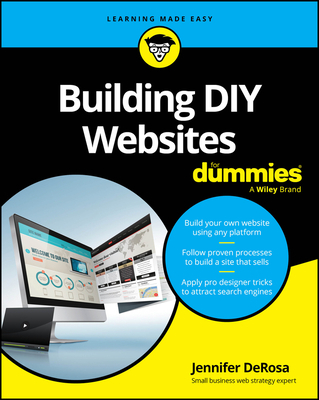 LEARNING MADE EASY
Building DIY
Websites
for
dummies®
A Wiley Brand
Build your own website
using any platform
Follow proven processes
to build a site that sells
Apply pro designer tricks
to attract search engines
WELCOME TO OUR SITE
Jennifer DeRosa
Small business web strategy expert